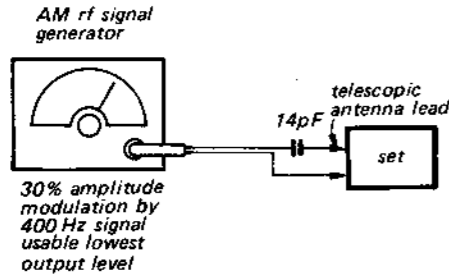 AM rf signal
generator
telescopic
antenna lead
14pF
set
30% amplitude
modulation by
400 Hz signal
usable lowest
output level